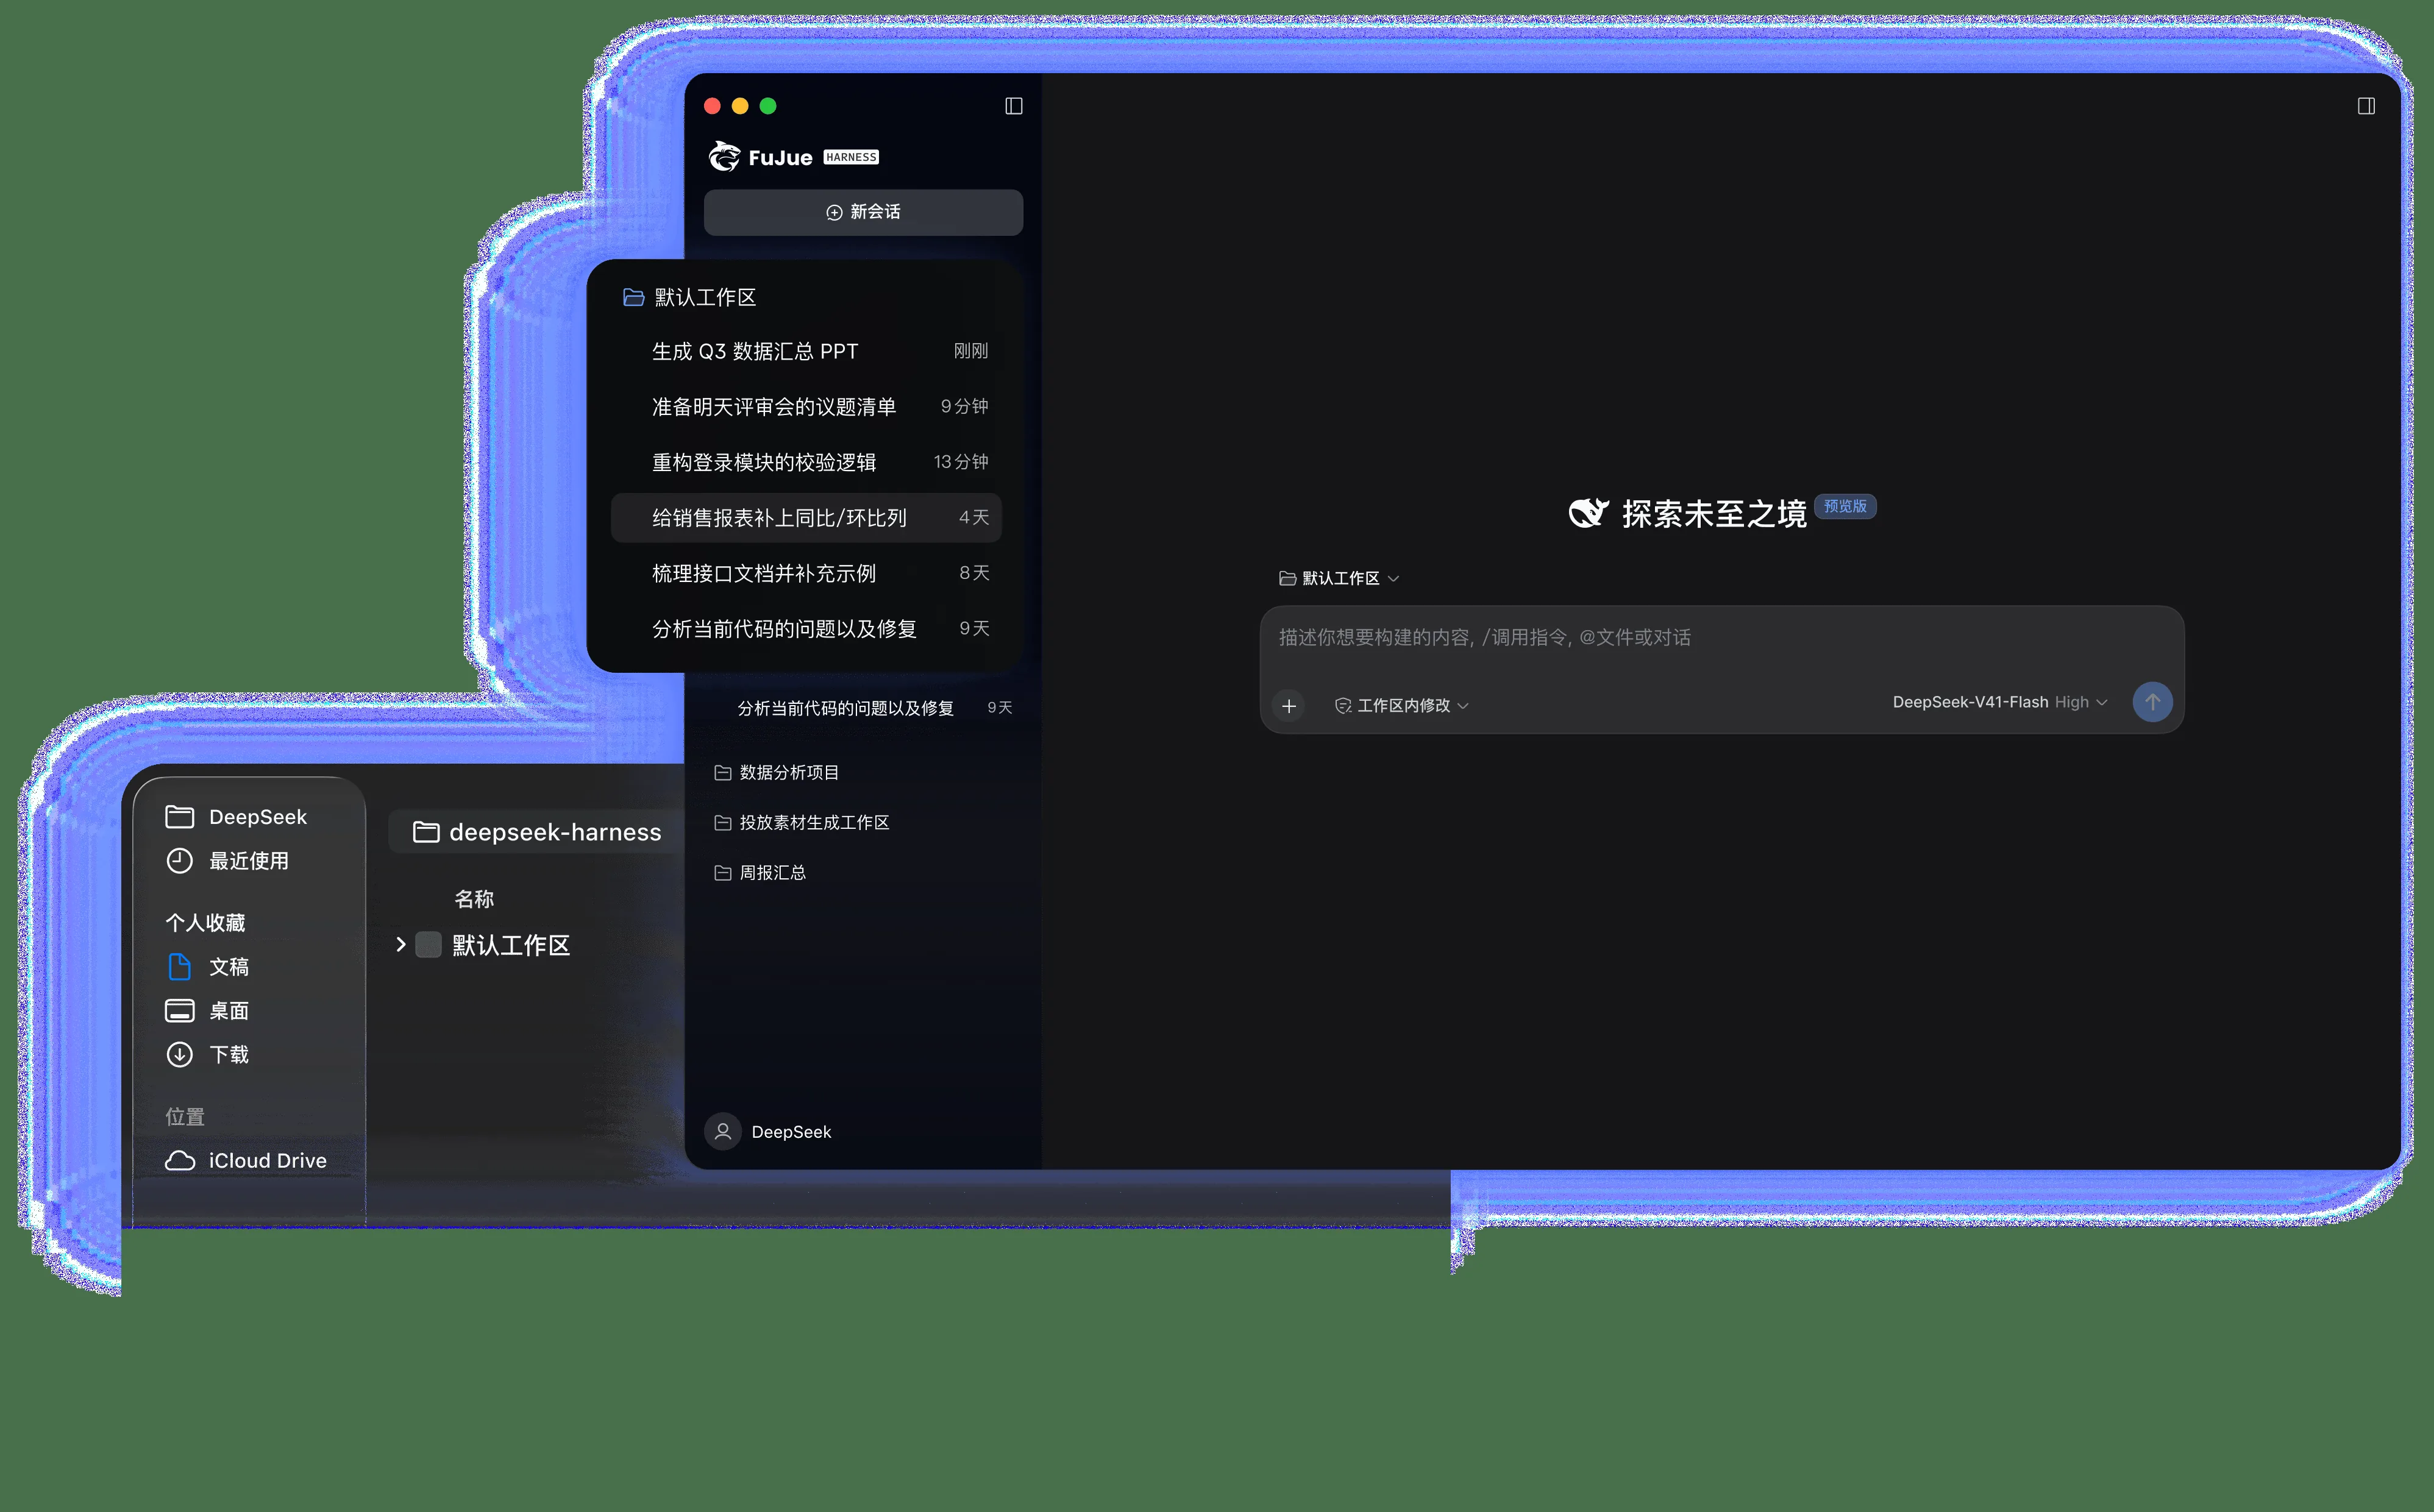 FuJue HARNESS
新会话
默认工作区
生成 Q3 数据汇总 PPT 刚刚
准备明天评审会的议题清单 9 分钟
重构登录模块的校验逻辑 13 分钟
给销售报表补上同比/环比列 4 天
梳理接口文档并补充示例 8 天
分析当前代码的问题以及修复 9 天
分析当前代码的问题以及修复 9 天
数据分析项目
投放素材生成工作区
周报汇总
DeepSeek
探索未至之境 预览版
默认工作区
描述你想要构建的内容, /调用指令, @文件或对话
工作区内修改
DeepSeek-V41-Flash High
DeepSeek
最近使用
个人收藏
文稿
桌面
下载
位置
iCloud Drive
deepseek-harness
名称
默认工作区